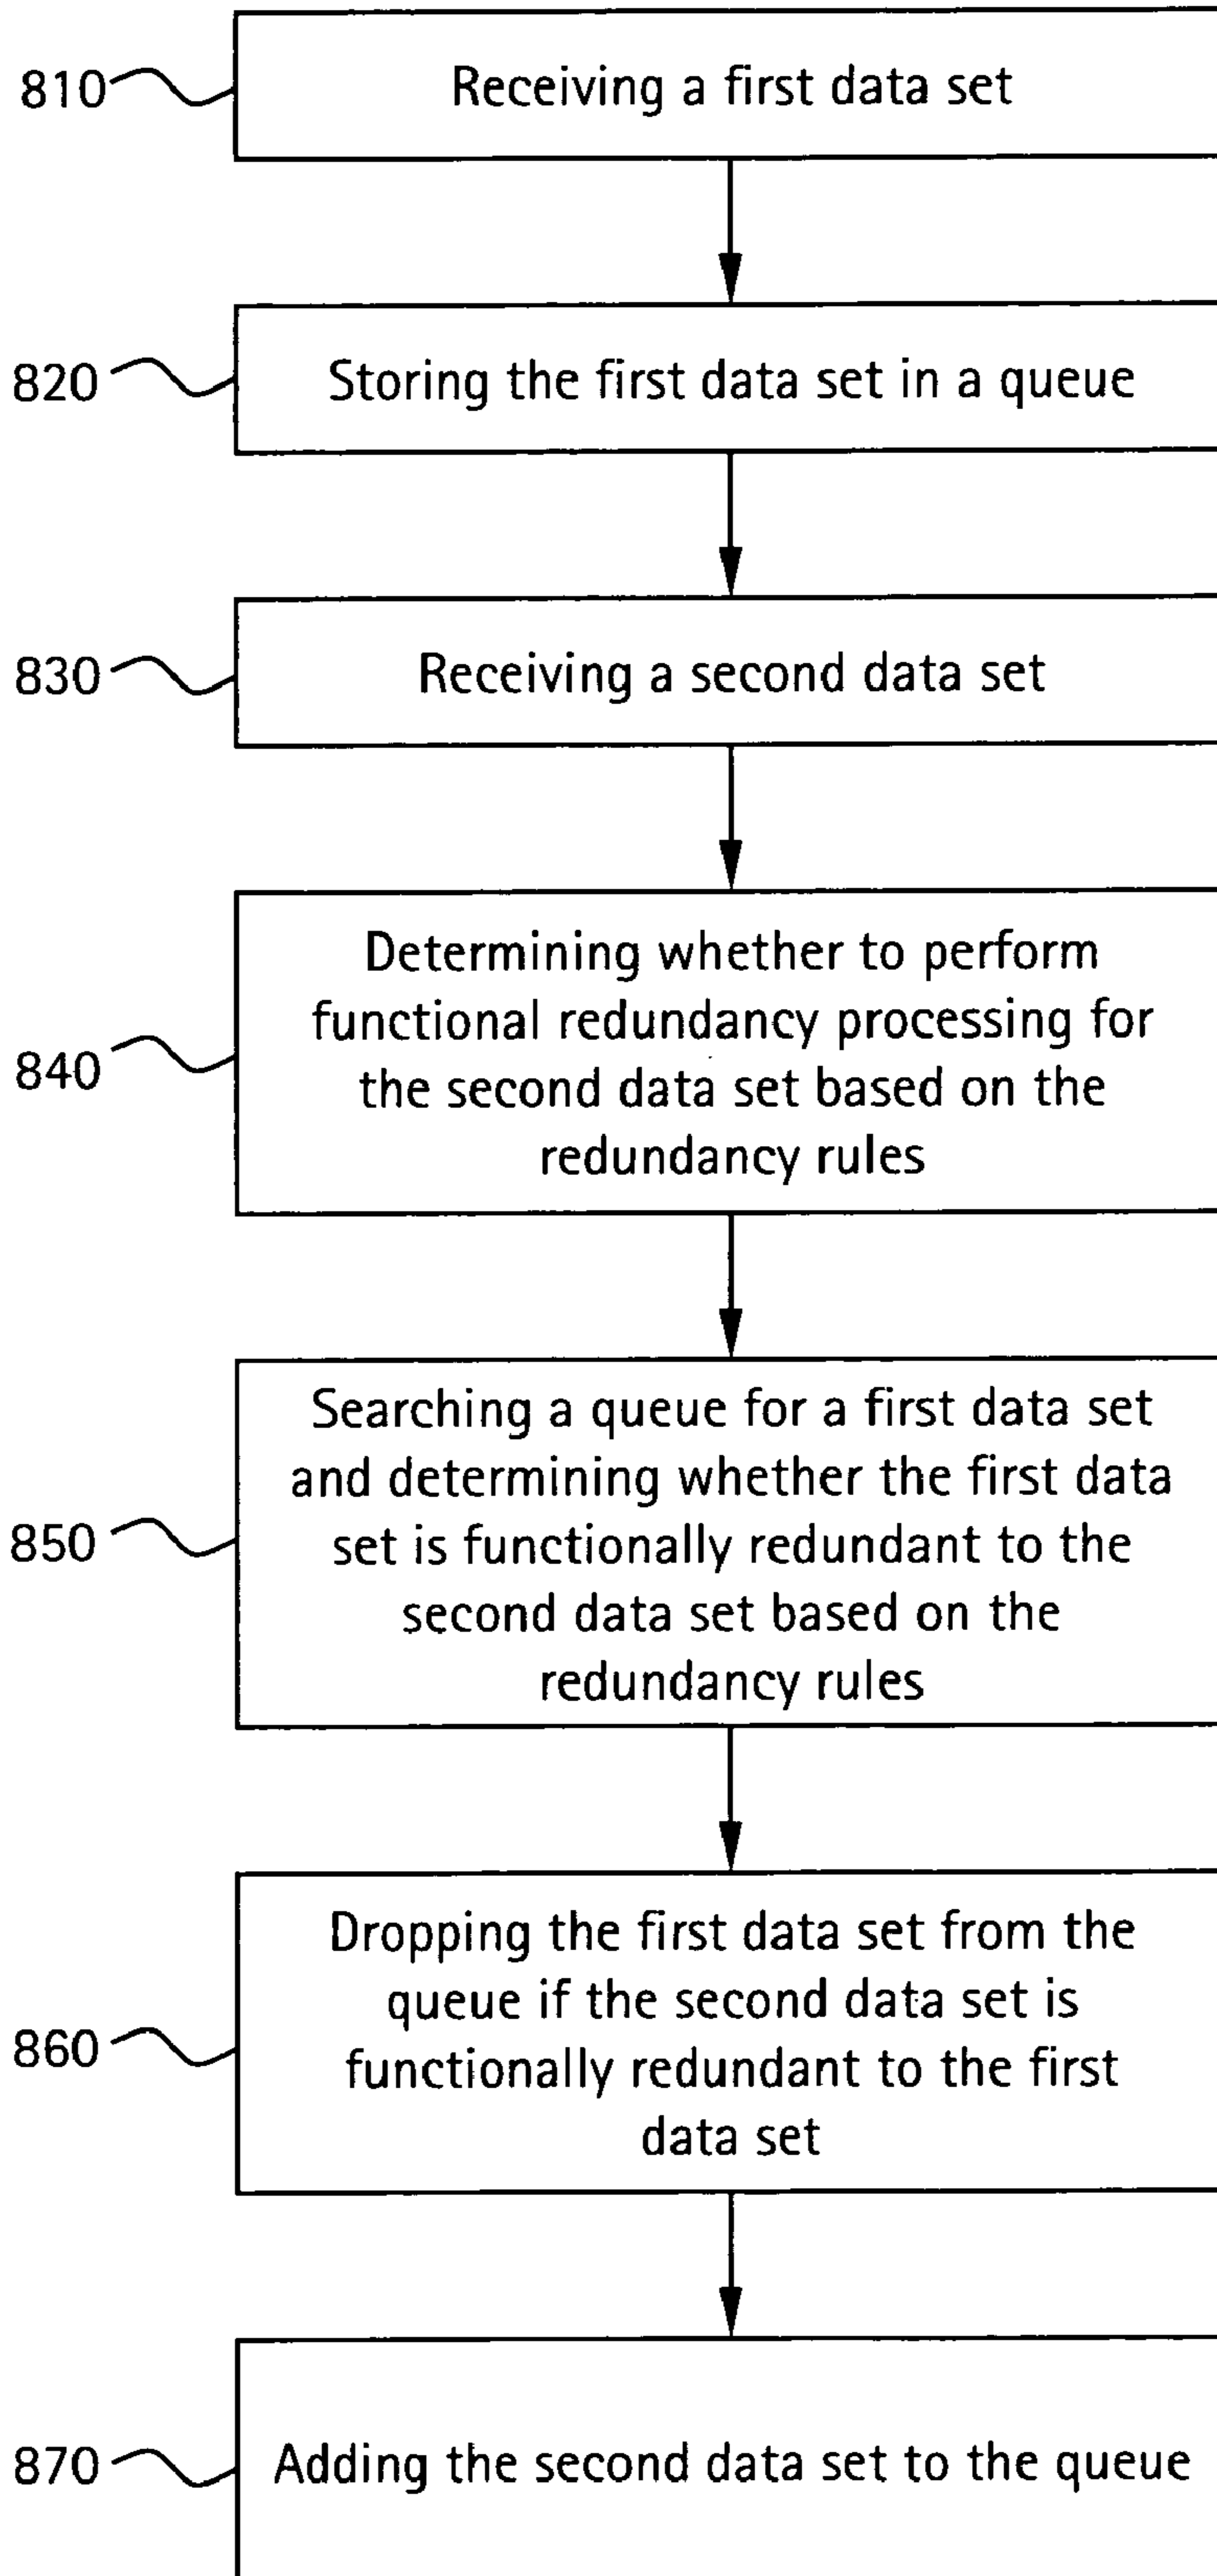 810
Receiving a first data set
820
Storing the first data set in a queue
830
Receiving a second data set
840
Determining whether to perform
functional redundancy processing for
the second data set based on the
redundancy rules
850
Searching a queue for a first data set
and determining whether the first data
set is functionally redundant to the
second data set based on the
redundancy rules
860
Dropping the first data set from the
queue if the second data set is
functionally redundant to the first
data set
870
Adding the second data set to the queue